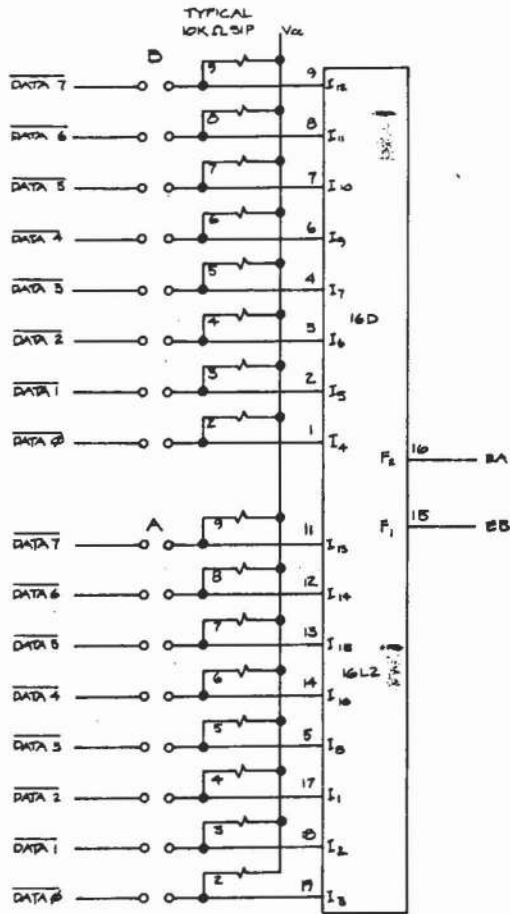 TYPICAL
10KΩ SIP Vcc
B
DATA 7 9 9 I12
DATA 6 8 8 I11
DATA 5 7 7 I10
DATA 4 6 6 I9
DATA 3 5 4 I7
16D
DATA 2 4 3 I6
DATA 1 3 2 I5
DATA 0 2 1 I4
F2 16 EA
A
F1 15 EB
DATA 7 9 11 I13
DATA 6 8 12 I14
DATA 5 7 13 I15
16L2
DATA 4 6 14 I16
DATA 3 5 5 I8
DATA 2 4 17 I1
DATA 1 3 18 I2
DATA 0 2 19 I3